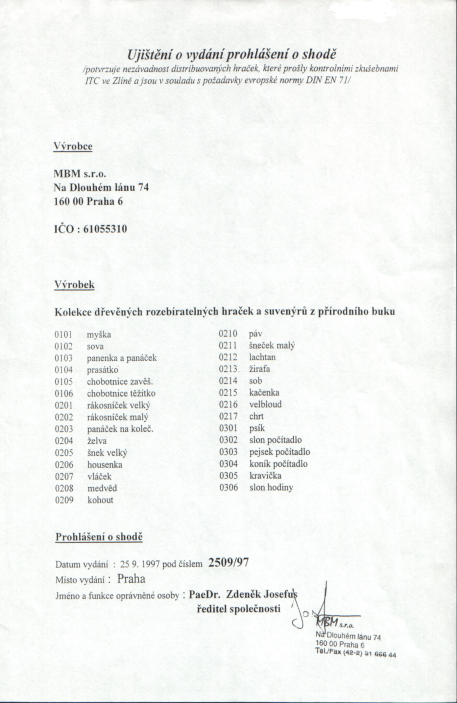 Ujištění o vydání prohlášení o shodě
/potvrzuje nezávadnost distribuovaných hraček, které prošly kontrolními zkušebnami
ITC ve Zlíně a jsou v souladu s požadavky evropské normy DIN EN 71/
Výrobce
MBM s.r.o.
Na Dlouhém lánu 74
160 00 Praha 6
IČO : 61055310
Výrobek
Kolekce dřevěných rozebíratelných hraček a suvenýrů z přírodního buku
0101 myška
0102 sova
0103 panenka a panáček
0104 prasátko
0105 chobotnice zavěš.
0106 chobotnice těžítko
0201 rákosníček velký
0202 rákosníček malý
0203 panáček na koleč.
0204 želva
0205 šnek velký
0206 housenka
0207 vláček
0208 medvěd
0209 kohout
0210 páv
0211 šneček malý
0212 lachtan
0213 žirafa
0214 sob
0215 kačenka
0216 velbloud
0217 chrt
0301 psík
0302 slon počítadlo
0303 pejsek počítadlo
0304 koník počítadlo
0305 kravička
0306 slon hodiny
Prohlášení o shodě
Datum vydání : 25 9. 1997 pod číslem 2509/97
Místo vydání : Praha
Jméno a funkce oprávněné osoby : PaeDr. Zdeněk Josefus
ředitel společnosti
MBM s.r.o.
Na Dlouhém lánu 74
160 00 Praha 6
Tel./Fax (42-2) 31 666 44